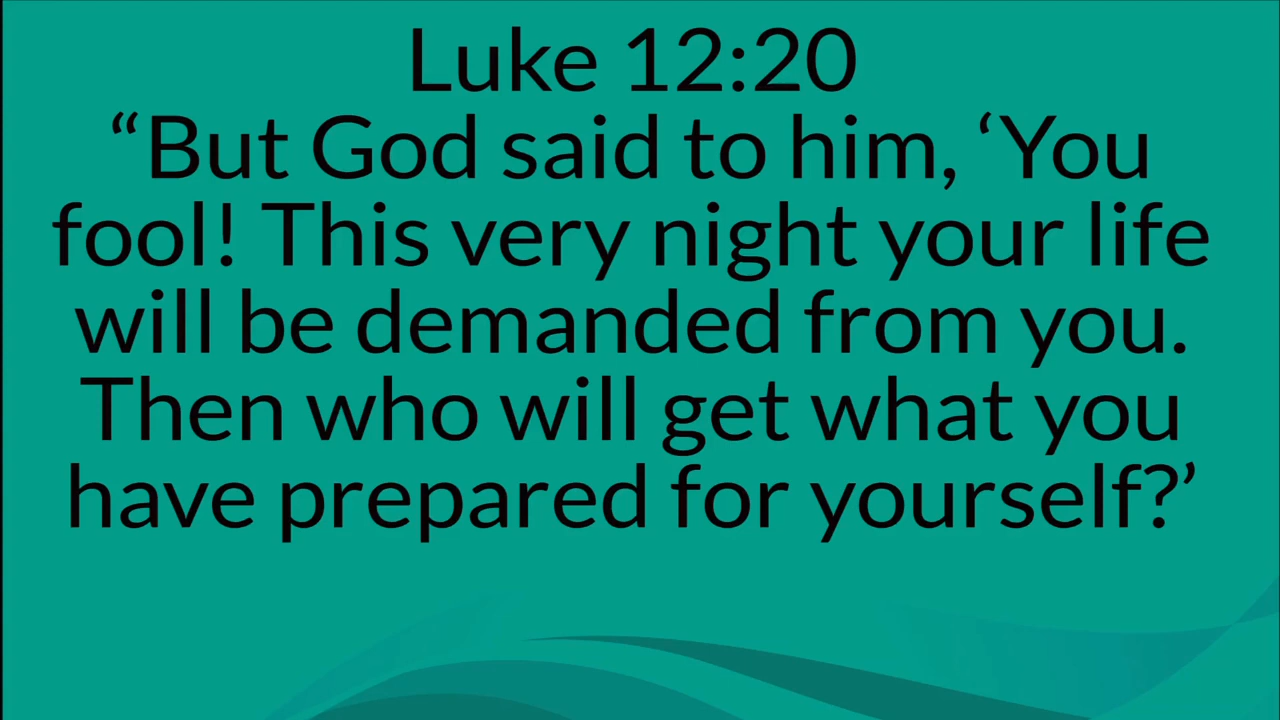 Luke 12:20
“But God said to him, ‘You
fool! This very night your life
will be demanded from you.
Then who will get what you
have prepared for yourself?’